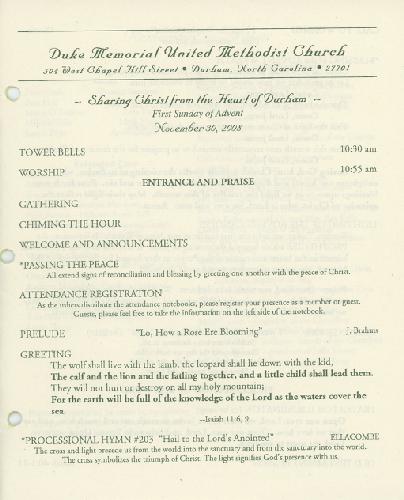 Duke Memorial United Methodist Church
504 West Chapel Hill Street • Durham, North Carolina • 27701
~ Sharing Christ from the Heart of Durham ~
First Sunday of Advent
November 30, 2008
TOWER BELLS 10:30 am
WORSHIP 10:55 am
ENTRANCE AND PRAISE
GATHERING
CHIMING THE HOUR
WELCOME AND ANNOUNCEMENTS
*PASSING THE PEACE
All extend signs of reconciliation and blessing by greeting one another with the peace of Christ.
ATTENDANCE REGISTRATION
As the ushers distribute the attendance notebooks, please register your presence as a member or guest.
Guests, please feel free to take the information on the left side of the notebook.
PRELUDE "Lo, How a Rose Ere Blooming" J. Brahms
GREETING
The wolf shall live with the lamb, the leopard shall lie down with the kid,
The calf and the lion and the fatling together, and a little child shall lead them.
They will not hurt or destroy on all my holy mountain;
For the earth will be full of the knowledge of the Lord as the waters cover the
sea.
--Isaiah 11:6, 9
*PROCESSIONAL HYMN #203 "Hail to the Lord's Anointed" ELLACOMBE
The cross and light precede us from the world into the sanctuary and from the sanctuary into the world.
The cross symbolizes the triumph of Christ. The light signifies God's presence with us.